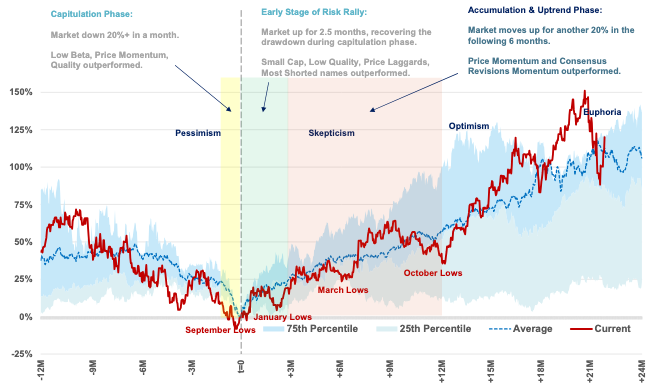 Capitulation Phase:
Market down 20%+ in a month.
Low Beta, Price Momentum,
Quality outperformed.
Early Stage of Risk Rally:
Market up for 2.5 months, recovering the
drawdown during capitulation phase.
Small Cap, Low Quality, Price Laggards,
Most Shorted names outperformed.
Accumulation & Uptrend Phase:
Market moves up for another 20% in the
following 6 months.
Price Momentum and Consensus
Revisions Momentum outperformed.
150%
125%
100%
75%
50%
25%
0%
-25%
Pessimism
Skepticism
Optimism
Euphoria
September Lows
January Lows
March Lows
October Lows
75th Percentile
25th Percentile
Average
Current
-12M
-9M
-6M
-3M
t=0
+3M
+6M
+9M
+12M
+15M
+18M
+21M
+24M